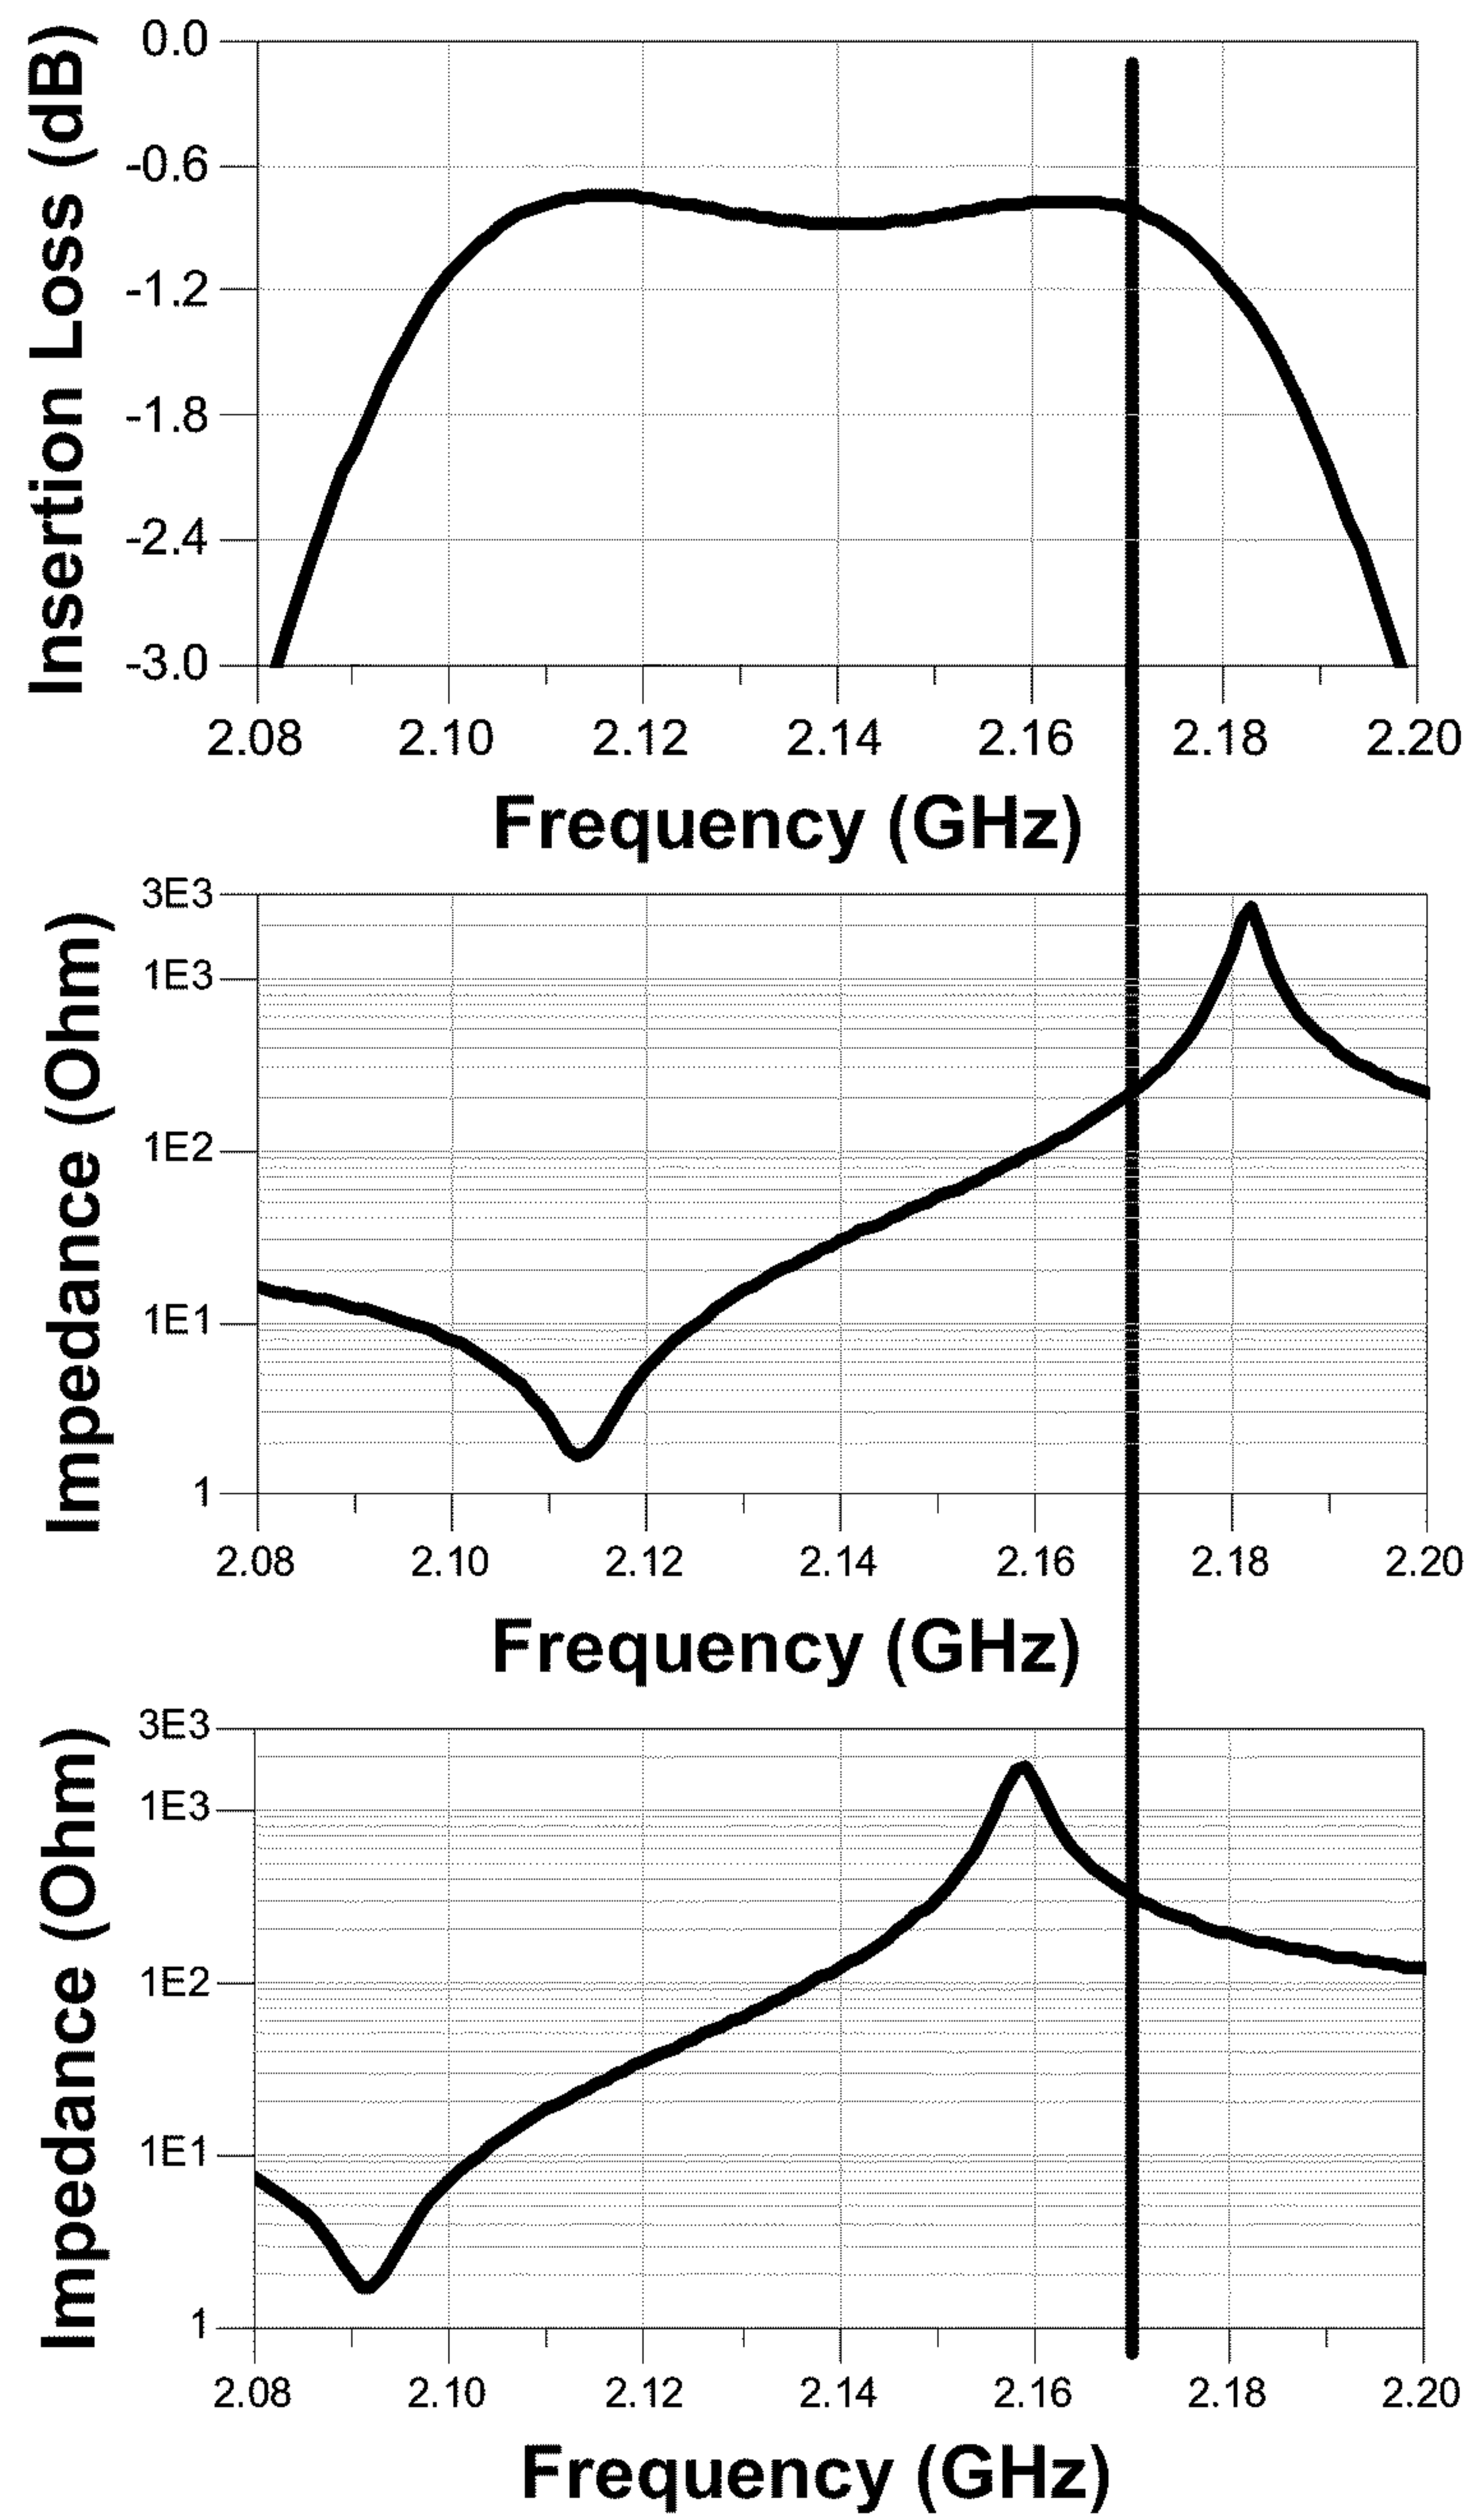 Insertion Loss (dB)
0.0
-0.6
-1.2
-1.8
-2.4
-3.0
2.08 2.10 2.12 2.14 2.16 2.18 2.20
Frequency (GHz)
Impedance (Ohm)
3E3
1E3
1E2
1E1
1
2.08 2.10 2.12 2.14 2.16 2.18 2.20
Frequency (GHz)
Impedance (Ohm)
3E3
1E3
1E2
1E1
1
2.08 2.10 2.12 2.14 2.16 2.18 2.20
Frequency (GHz)